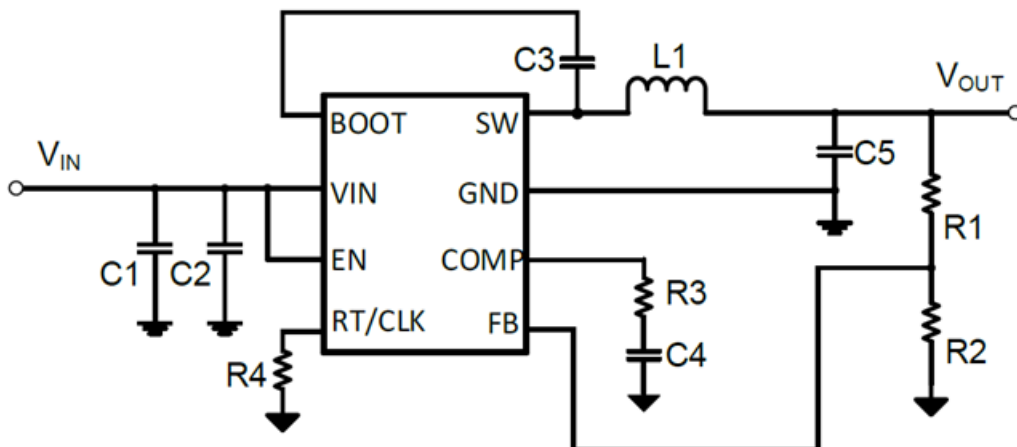 C3
L1
VOUT
BOOT
SW
C5
VIN
VIN
GND
R1
C1
C2
EN
COMP
R3
RT/CLK
FB
R4
C4
R2